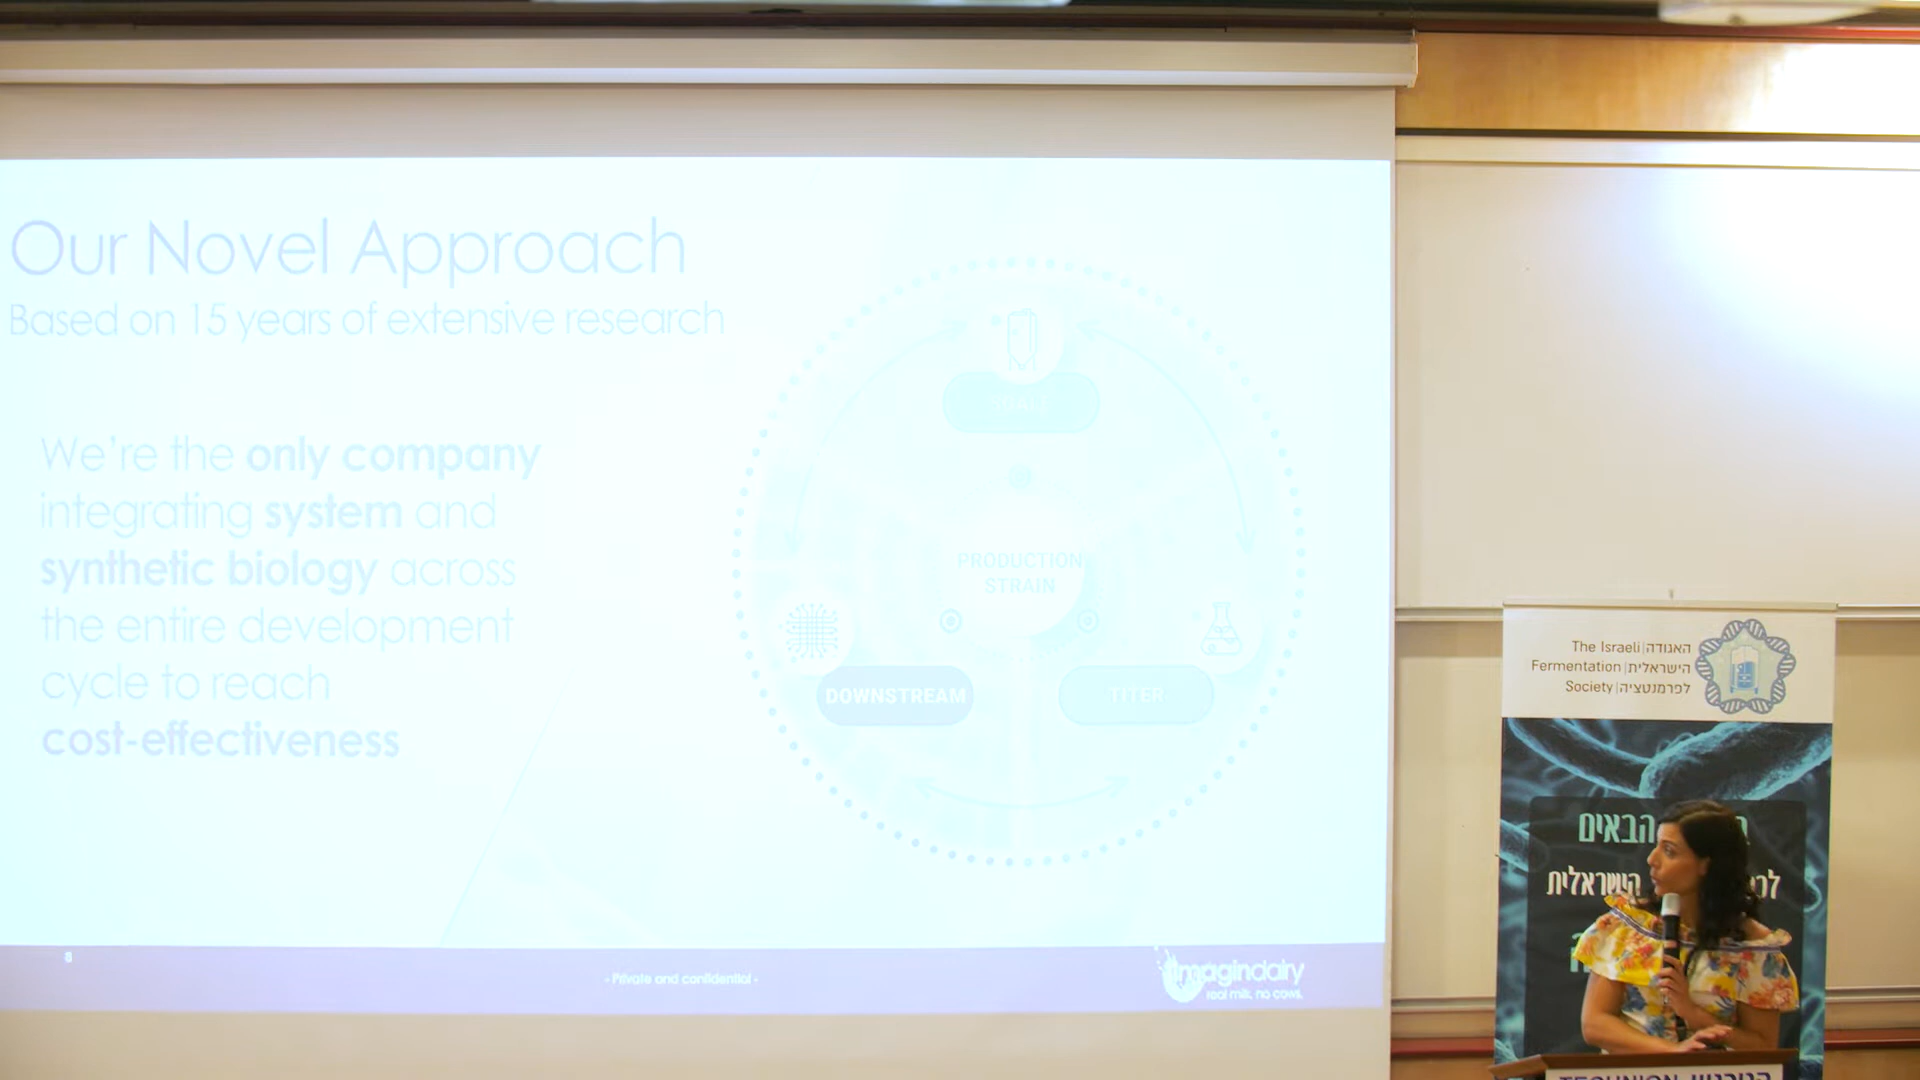 Our Novel Approach
Based on 15 years of extensive research
We're the only company
integrating system and
synthetic biology across
the entire development
cycle to reach
cost-effectiveness
PRODUCTION
STRAIN
DOWNSTREAM
TITER
8
- Private and confidential -
imagindairy
real milk. no cows.
The Israeli | האגודה
Fermentation | הישראלית
Society | לפרמנטציה
הבאים
הישראלית
TECHNION הטכניון